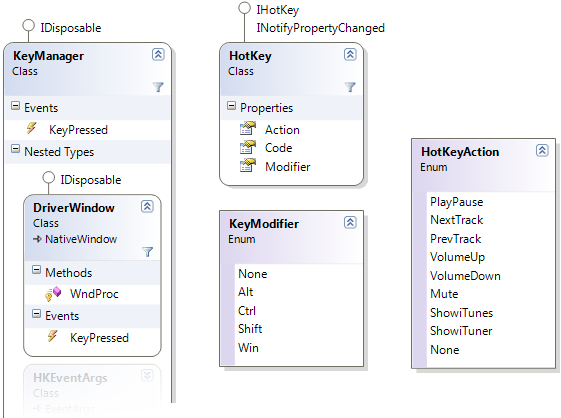 IDisposable
KeyManager
Class
Events
KeyPressed
Nested Types
IDisposable
DriverWindow
Class
NativeWindow
Methods
WndProc
Events
KeyPressed
HKEventArgs
Class
EventArgs
IHotKey
INotifyPropertyChanged
HotKey
Class
Properties
Action
Code
Modifier
KeyModifier
Enum
None
Alt
Ctrl
Shift
Win
HotKeyAction
Enum
PlayPause
NextTrack
PrevTrack
VolumeUp
VolumeDown
Mute
ShowiTunes
ShowiTuner
None